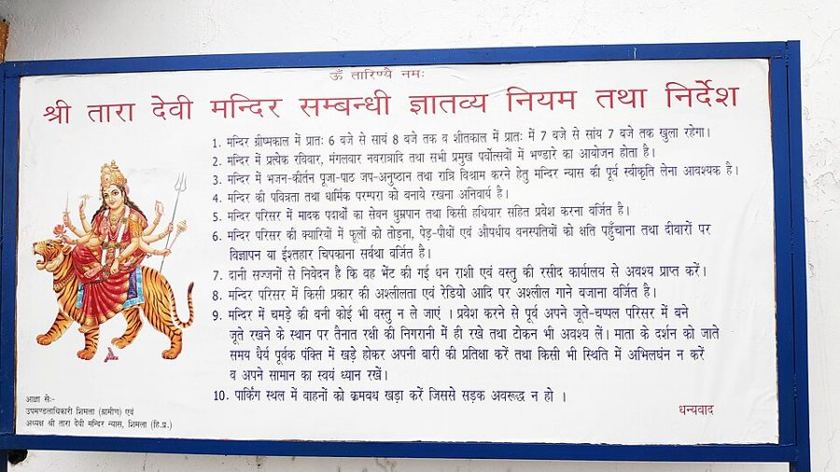 ॐ तारिण्यै नमः
श्री तारा देवी मन्दिर सम्बन्धी ज्ञातव्य नियम तथा निर्देश
1. मन्दिर ग्रीष्मकाल में प्रातः 6 बजे से सायं 8 बजे तक व शीतकाल में प्रातः में 7 बजे से सांय 7 बजे तक खुला रहेगा।
2. मन्दिर में प्रत्येक रविवार, मंगलवार नवरात्रादि तथा सभी प्रमुख पर्वोत्सवों में भण्डारे का आयोजन होता है।
3. मन्दिर में भजन-कीर्तन पूजा-पाठ जप-अनुष्ठान तथा रात्रि विश्राम करने हेतु मन्दिर न्यास की पूर्व स्वीकृति लेना आवश्यक है।
4. मन्दिर की पवित्रता तथा धार्मिक परम्परा को बनाये रखना अनिवार्य है।
5. मन्दिर परिसर में मादक पदार्थो का सेवन धुम्रपान तथा किसी हथियार सहित प्रवेश करना वर्जित है।
6. मन्दिर परिसर की क्यारियों में फूलों को तोड़ना, पेड़-पौधों एवं औषधीय वनस्पतियों को क्षति पहुँचाना तथा दीवारों पर
विज्ञापन या ईश्तहार चिपकाना सर्वथा वर्जित है।
7. दानी सज्जनों से निवेदन है कि वह भेंट की गई धन राशी एवं वस्तु की रसीद कार्यालय से अवश्य प्राप्त करें।
8. मन्दिर परिसर में किसी प्रकार की अश्लीलता एवं रेडियो आदि पर अश्लील गाने बजाना वर्जित है।
9. मन्दिर में चमड़े की बनी कोई भी वस्तु न ले जाएं । प्रवेश करने से पूर्व अपने जूते-चप्पल परिसर में बने
जूते रखने के स्थान पर तैनात रक्षी की निगरानी में ही रखे तथा टोकन भी अवश्य लें। माता के दर्शन को जाते
समय धैर्य पूर्वक पंक्ति में खड़े होकर अपनी बारी की प्रतिक्षा करें तथा किसी भी स्थिति में अभिलघंन न करें
व अपने सामान का स्वयं ध्यान रखें।
10. पार्किंग स्थल में वाहनों को क्रमवध खड़ा करें जिससे सड़क अवरूद्ध न हो ।
धन्यवाद
आज्ञा सेः-
उपमण्डलाधिकारी शिमला (ग्रामीण) एवं
अध्यक्ष श्री तारा देवी मन्दिर न्यास, शिमला (हि.प्र.)